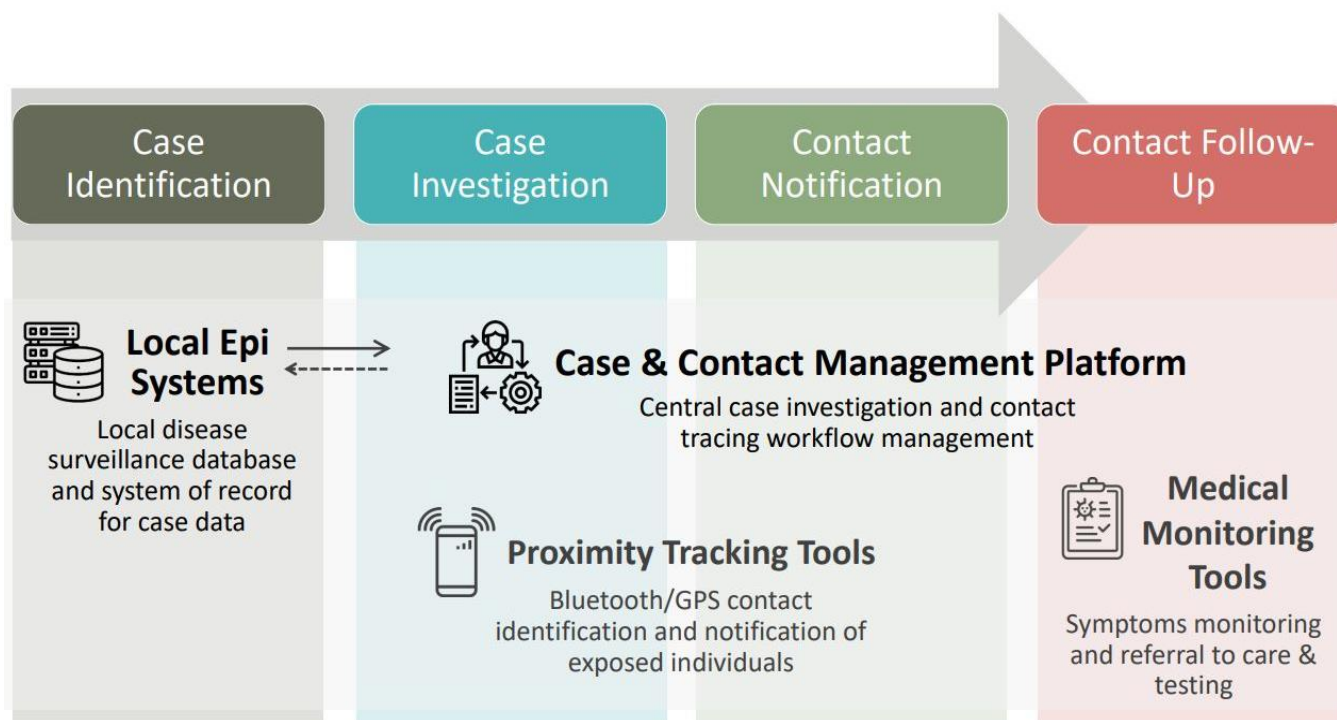 Case
Identification
Case
Investigation
Contact
Notification
Contact Follow-
Up
Local Epi
Systems
Local disease
surveillance database
and system of record
for case data
Case & Contact Management Platform
Central case investigation and contact
tracing workflow management
Proximity Tracking Tools
Bluetooth/GPS contact
identification and notification of
exposed individuals
Medical
Monitoring
Tools
Symptoms monitoring
and referral to care &
testing